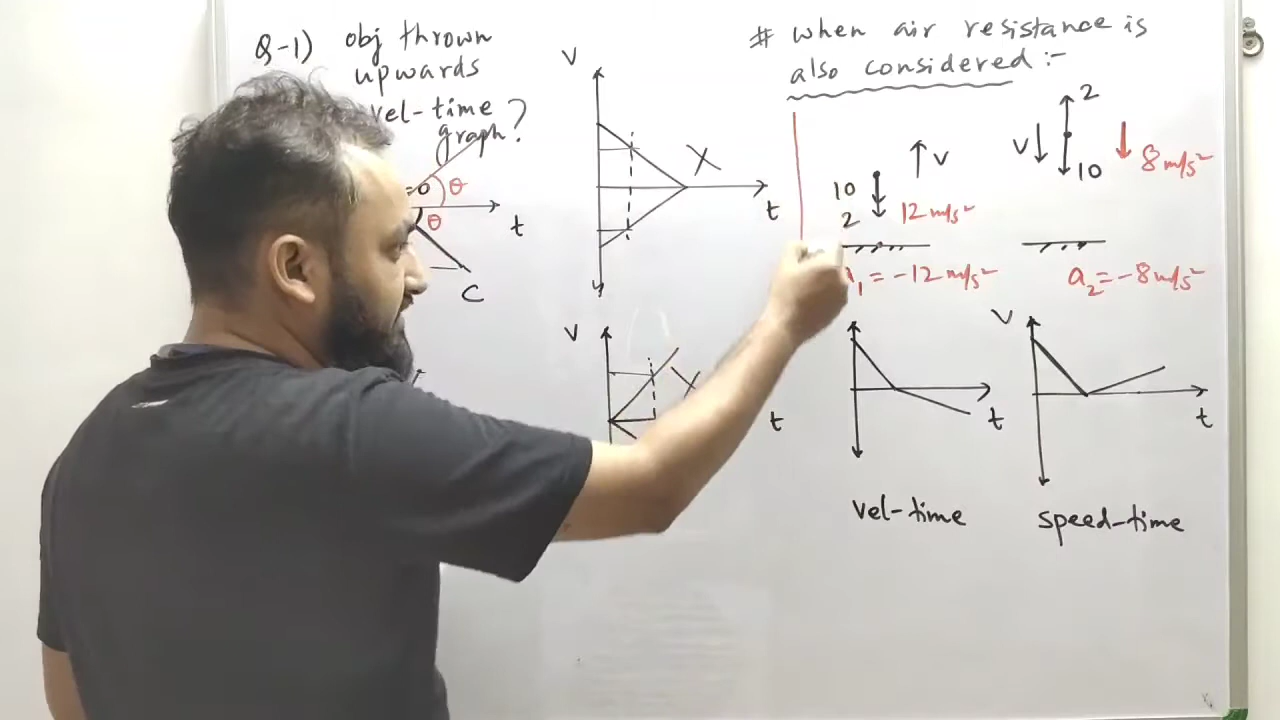 Q-1) obj thrown
upwards
vel-time
graph?
θ
θ
t
C
V
X
t
V
X
t
# when air resistance is
also considered :-
10
2
↑ V
12 m/s²
a₁ = -12 m/s²
2
V ↓
10
8 m/s²
a₂ = -8 m/s²
t
vel-time
V
t
speed-time